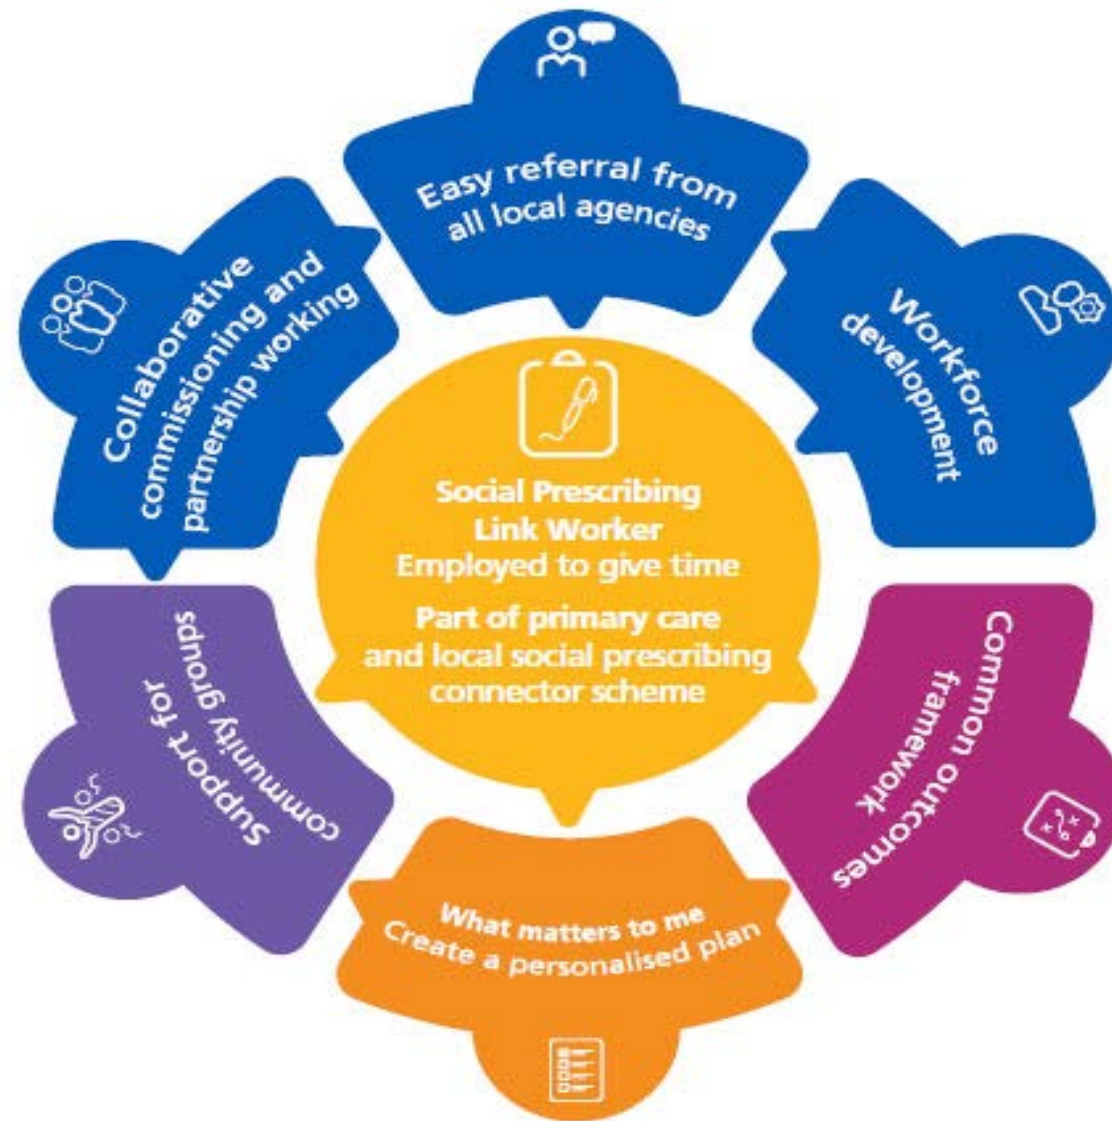 Easy referral from
all local agencies
Workforce
development
Common outcomes
framework
What matters to me
Create a personalised plan
Support for
community groups
Collaborative
commissioning and
partnership working
Social Prescribing
Link Worker
Employed to give time
Part of primary care
and local social prescribing
connector scheme